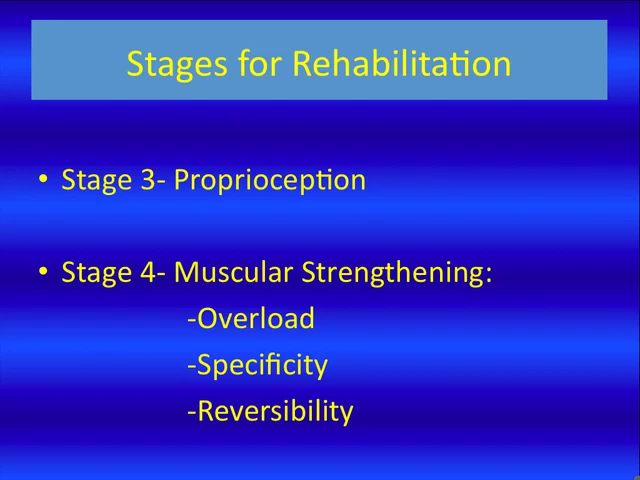 Stages for Rehabilitation
• Stage 3- Proprioception
• Stage 4- Muscular Strengthening:
-Overload
-Specificity
-Reversibility